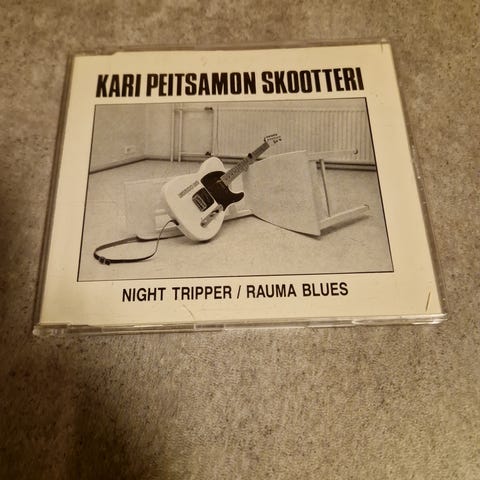 KARI PEITSAMON SKOOTTERI
NIGHT TRIPPER / RAUMA BLUES